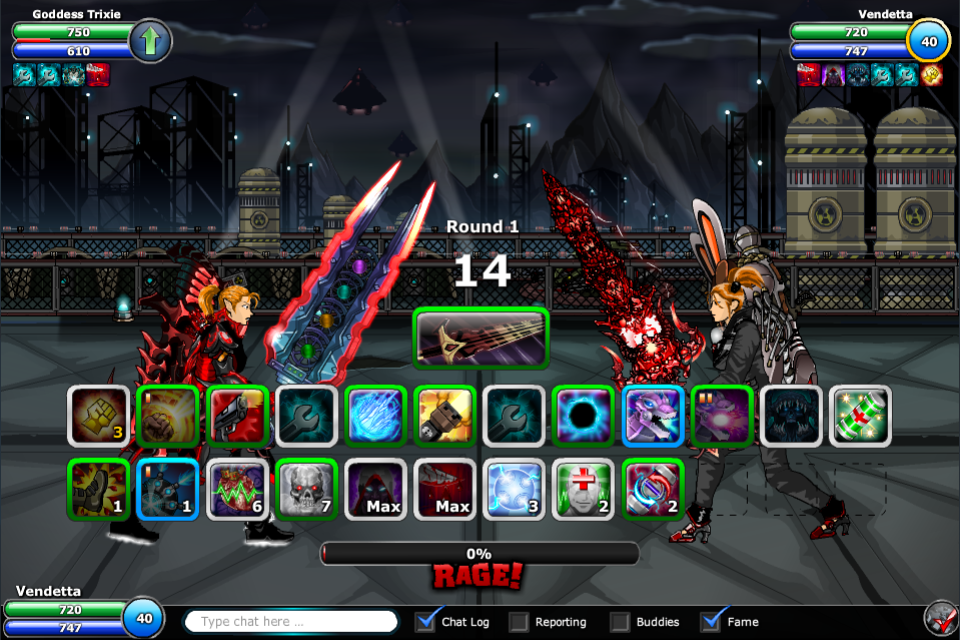 Goddess Trixie
750
610
Vendetta
720
747
40
Round 1
14
3
1
1
6
7
Max
Max
3
2
2
0%
RAGE!
Vendetta
720
747
40
Type chat here ...
Chat Log
Reporting
Buddies
Fame